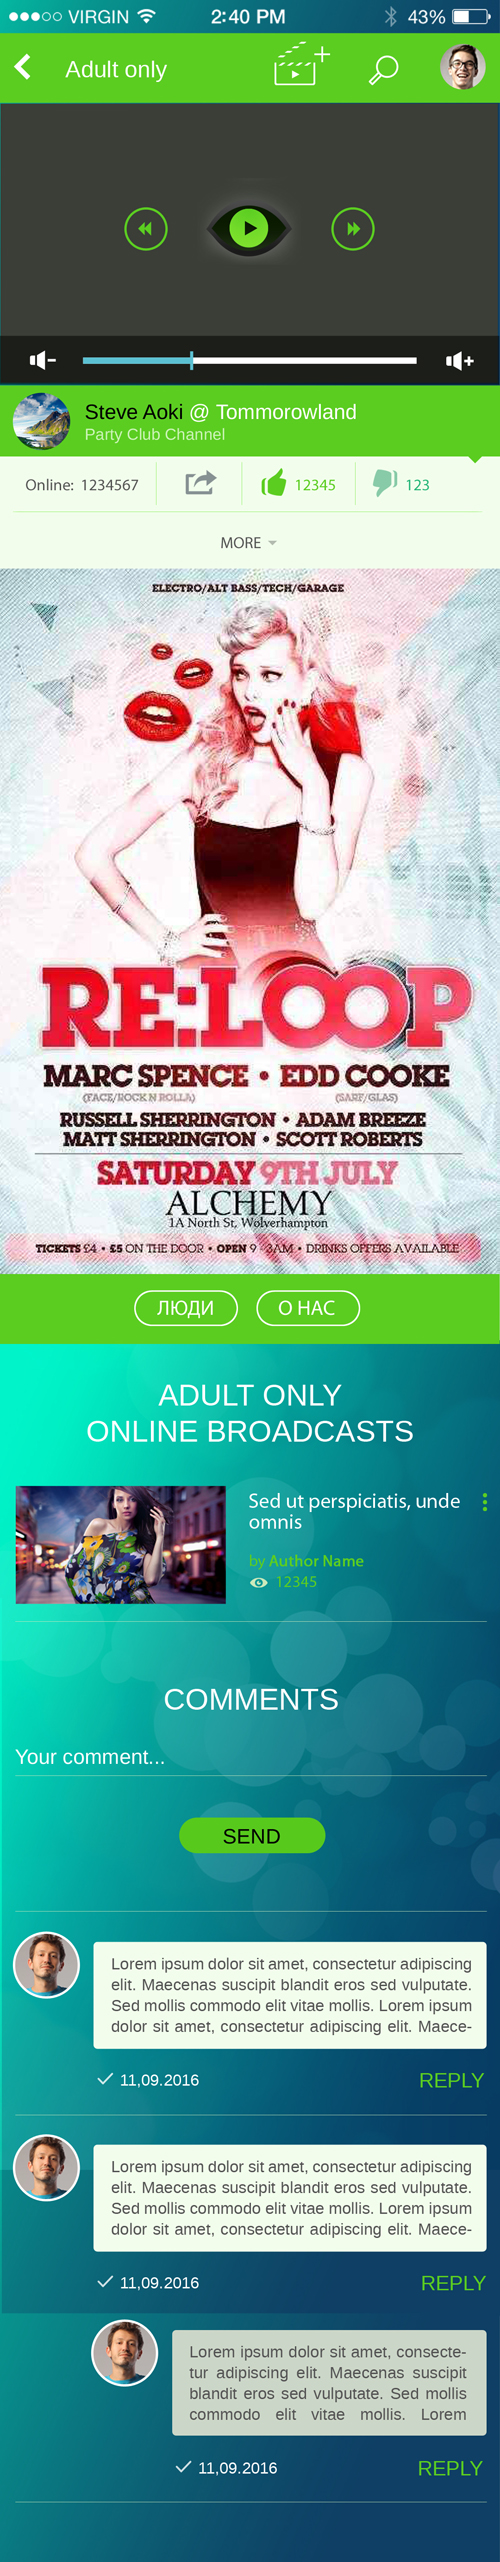 VIRGIN 2:40 PM 43%
Adult only
Steve Aoki @ Tommorowland
Party Club Channel
Online: 1234567 12345 123
MORE
ELECTRO/ALT BASS/TECH/GARAGE
RE:LOOP
MARC SPENCE • EDD COOKE
(FACE/ROCK N ROLLA) (SARF/GLAS)
RUSSELL SHERRINGTON • ADAM BREEZE
MATT SHERRINGTON • SCOTT ROBERTS
SATURDAY 9TH JULY
ALCHEMY
1A North St, Wolverhampton
TICKETS £4 • £5 ON THE DOOR • OPEN 9 - 3AM • DRINKS OFFERS AVAILABLE
ЛЮДИ О НАС
ADULT ONLY
ONLINE BROADCASTS
Sed ut perspiciatis, unde
omnis
by Author Name
12345
COMMENTS
Your comment...
SEND
Lorem ipsum dolor sit amet, consectetur adipiscing
elit. Maecenas suscipit blandit eros sed vulputate.
Sed mollis commodo elit vitae mollis. Lorem ipsum
dolor sit amet, consectetur adipiscing elit. Maece-
11,09.2016 REPLY
Lorem ipsum dolor sit amet, consectetur adipiscing
elit. Maecenas suscipit blandit eros sed vulputate.
Sed mollis commodo elit vitae mollis. Lorem ipsum
dolor sit amet, consectetur adipiscing elit. Maece-
11,09.2016 REPLY
Lorem ipsum dolor sit amet, consecte-
tur adipiscing elit. Maecenas suscipit
blandit eros sed vulputate. Sed mollis
commodo elit vitae mollis. Lorem
11,09.2016 REPLY